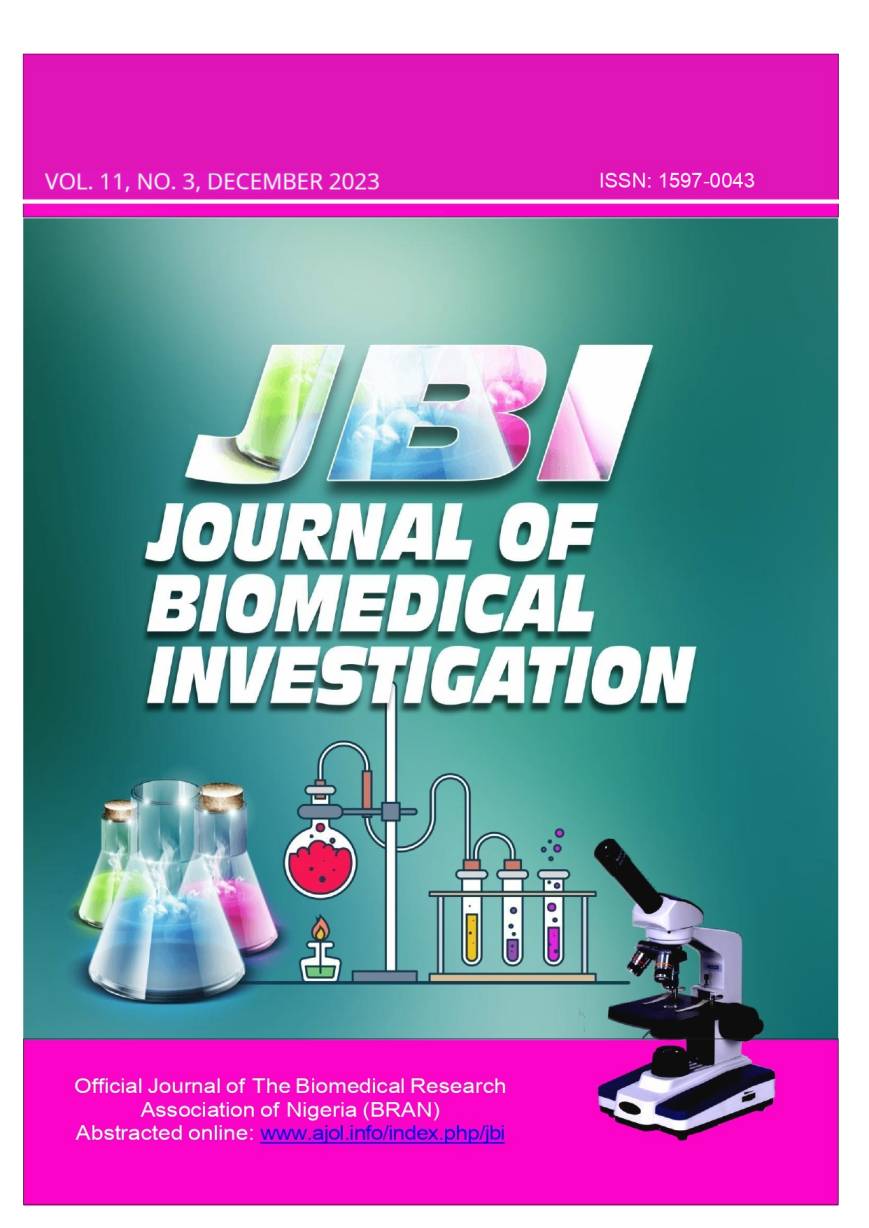 VOL. 11, NO. 3, DECEMBER 2023
ISSN: 1597-0043
JBI
JOURNAL OF
BIOMEDICAL
INVESTIGATION
Official Journal of The Biomedical Research
Association of Nigeria (BRAN)
Abstracted online: www.ajol.info/index.php/jbi